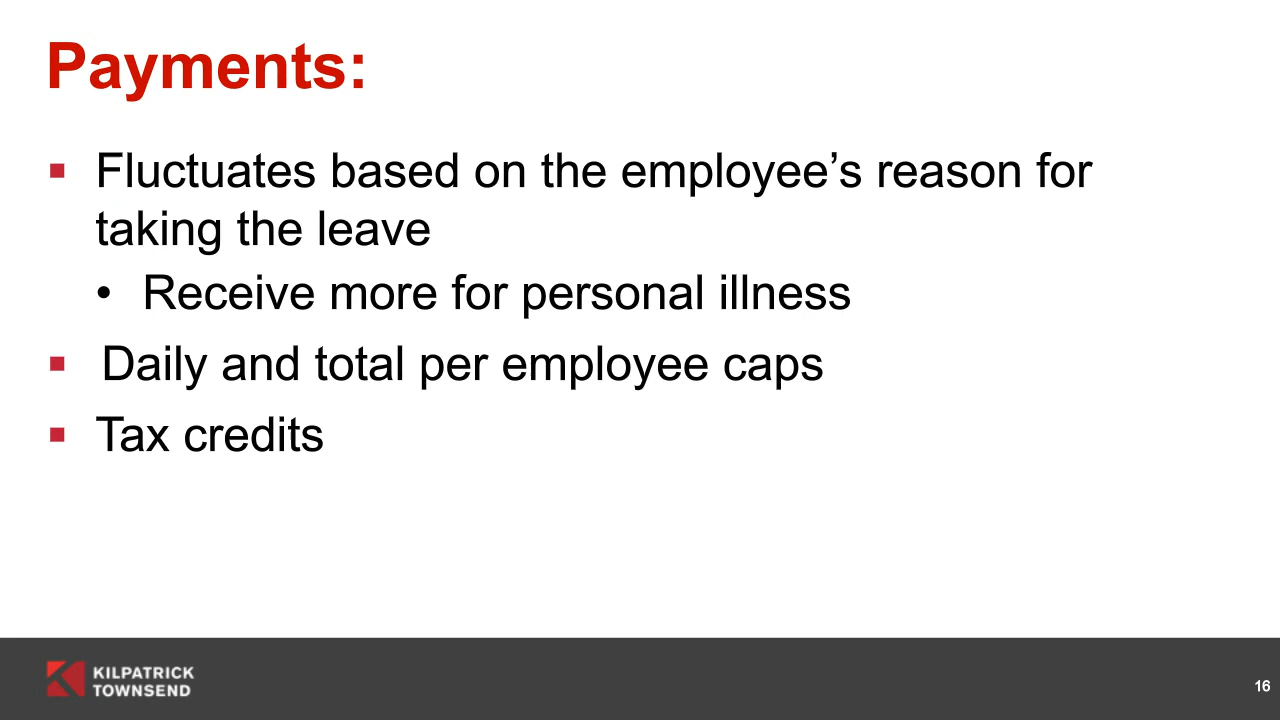 Payments:
▪ Fluctuates based on the employee’s reason for
taking the leave
• Receive more for personal illness
▪ Daily and total per employee caps
▪ Tax credits
KILPATRICK
TOWNSEND
16